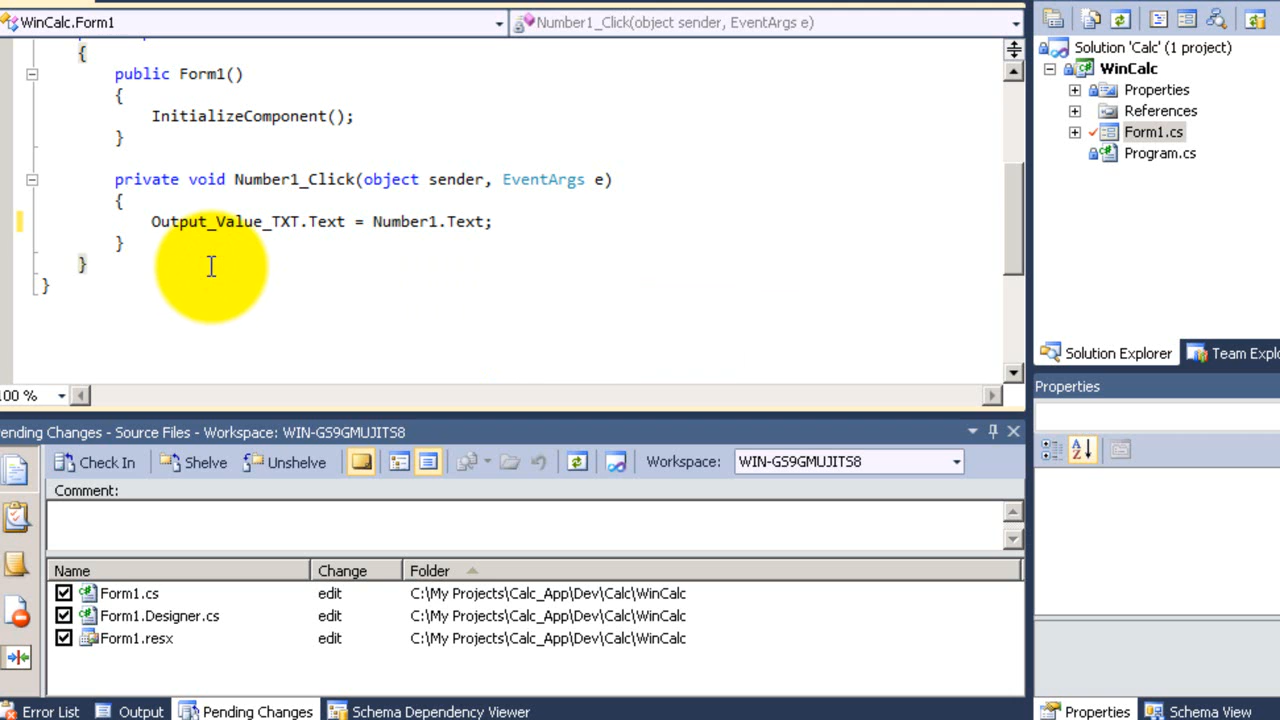 WinCalc.Form1
Number1_Click(object sender, EventArgs e)
{
public Form1()
{
InitializeComponent();
}
private void Number1_Click(object sender, EventArgs e)
{
Output_Value_TXT.Text = Number1.Text;
}
}
}
00 %
Solution 'Calc' (1 project)
WinCalc
Properties
References
Form1.cs
Program.cs
Solution Explorer
Team Explo
Properties
ending Changes - Source Files - Workspace: WIN-GS9GMUJITS8
Check In
Shelve
Unshelve
Workspace:
WIN-GS9GMUJITS8
Comment:
Name Change Folder
Form1.cs edit C:\My Projects\Calc_App\Dev\Calc\WinCalc
Form1.Designer.cs edit C:\My Projects\Calc_App\Dev\Calc\WinCalc
Form1.resx edit C:\My Projects\Calc_App\Dev\Calc\WinCalc
Error List
Output
Pending Changes
Schema Dependency Viewer
Properties
Schema View